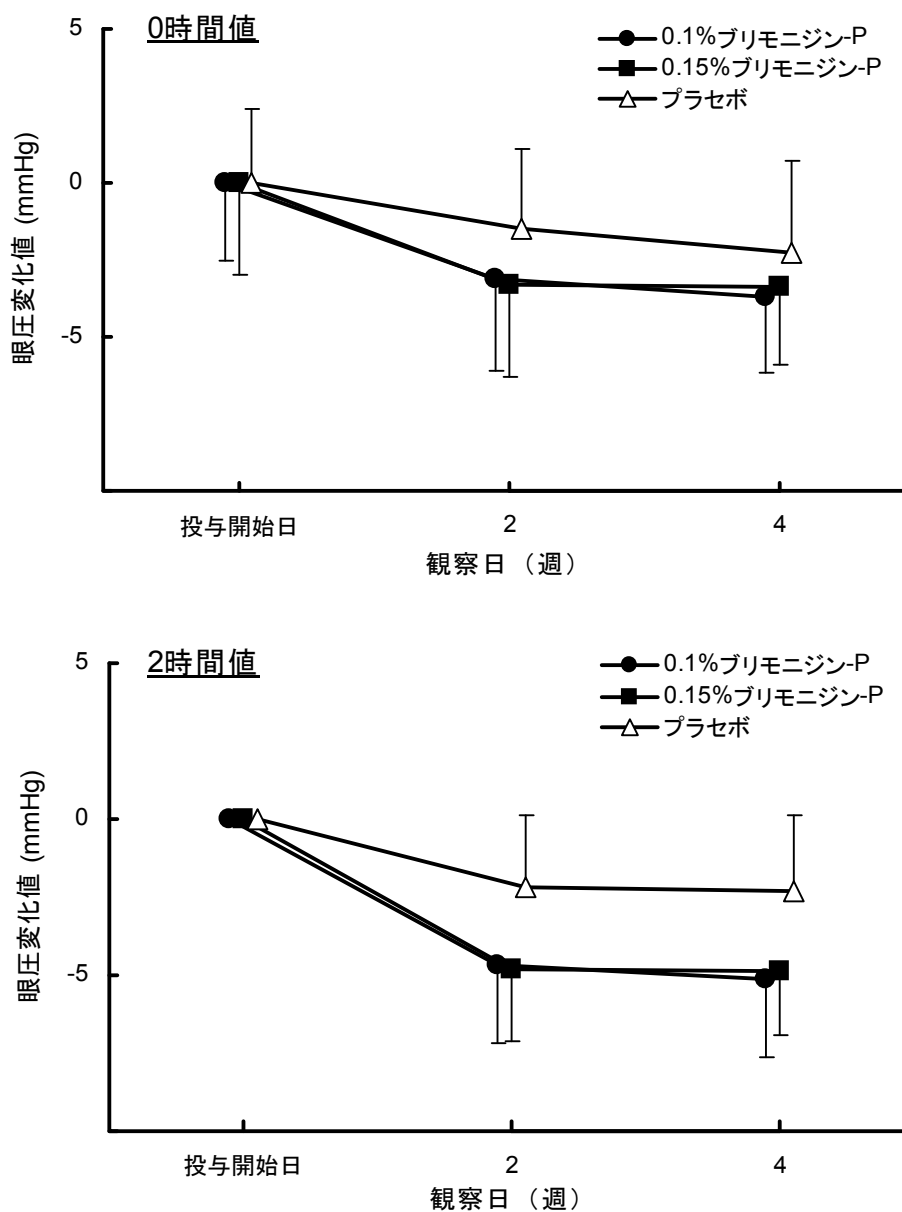 0時間値
0.1%ブリモニジン-P
0.15%ブリモニジン-P
プラセボ
5
0
-5
眼圧変化値 (mmHg)
投与開始日 2 4
観察日(週)
2時間値
0.1%ブリモニジン-P
0.15%ブリモニジン-P
プラセボ
5
0
-5
眼圧変化値 (mmHg)
投与開始日 2 4
観察日(週)